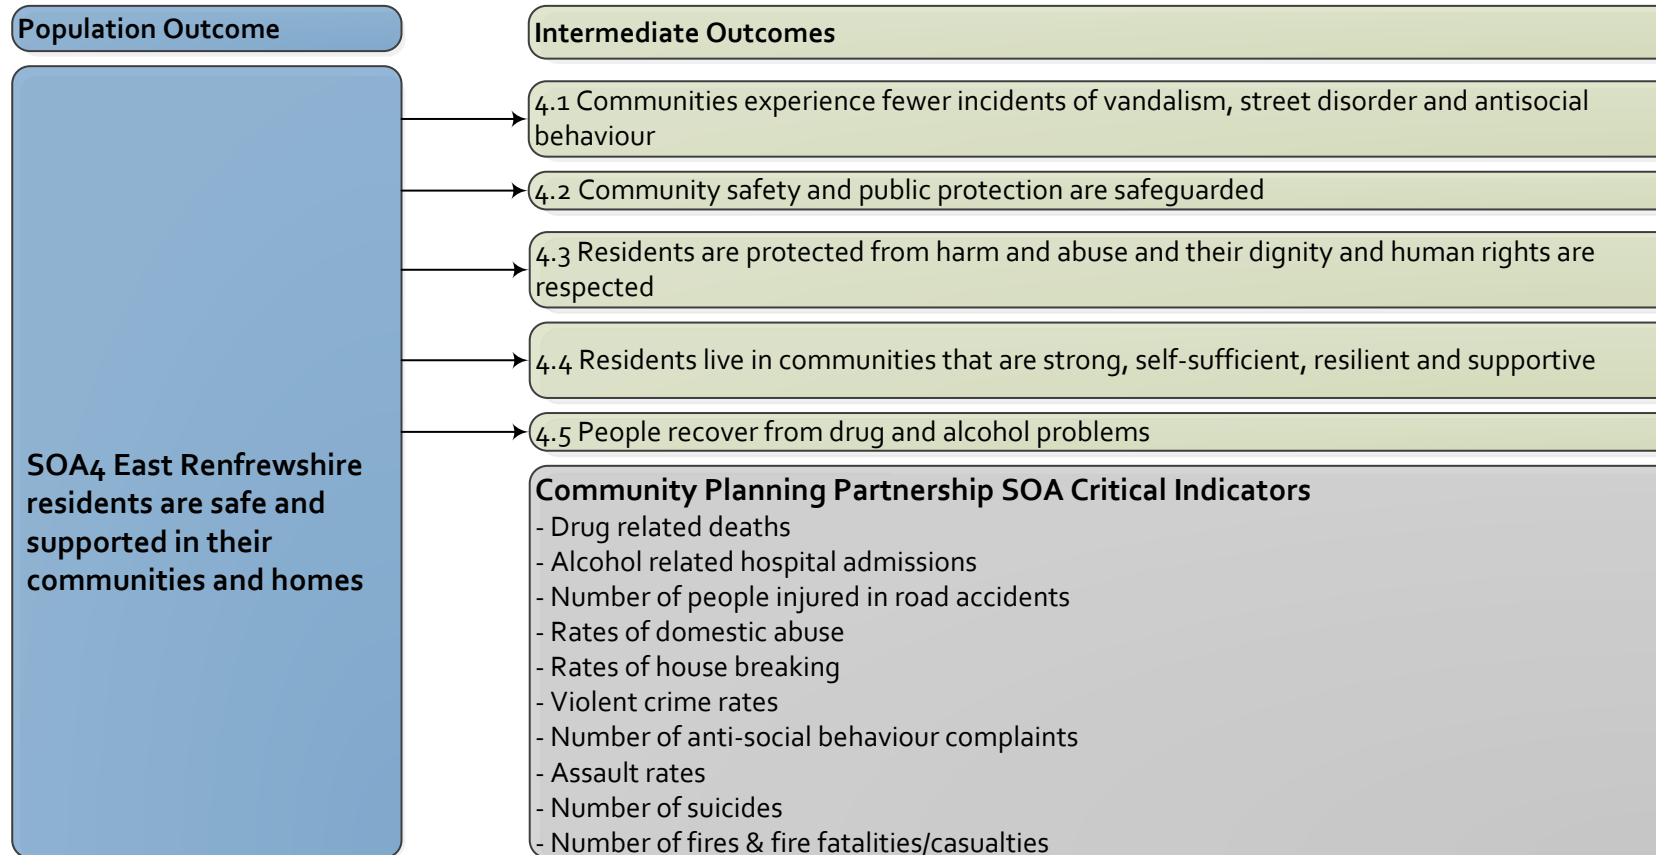 Population Outcome
SOA4 East Renfrewshire
residents are safe and
supported in their
communities and homes
Intermediate Outcomes
4.1 Communities experience fewer incidents of vandalism, street disorder and antisocial
behaviour
4.2 Community safety and public protection are safeguarded
4.3 Residents are protected from harm and abuse and their dignity and human rights are
respected
4.4 Residents live in communities that are strong, self-sufficient, resilient and supportive
4.5 People recover from drug and alcohol problems
Community Planning Partnership SOA Critical Indicators
- Drug related deaths
- Alcohol related hospital admissions
- Number of people injured in road accidents
- Rates of domestic abuse
- Rates of house breaking
- Violent crime rates
- Number of anti-social behaviour complaints
- Assault rates
- Number of suicides
- Number of fires & fire fatalities/casualties